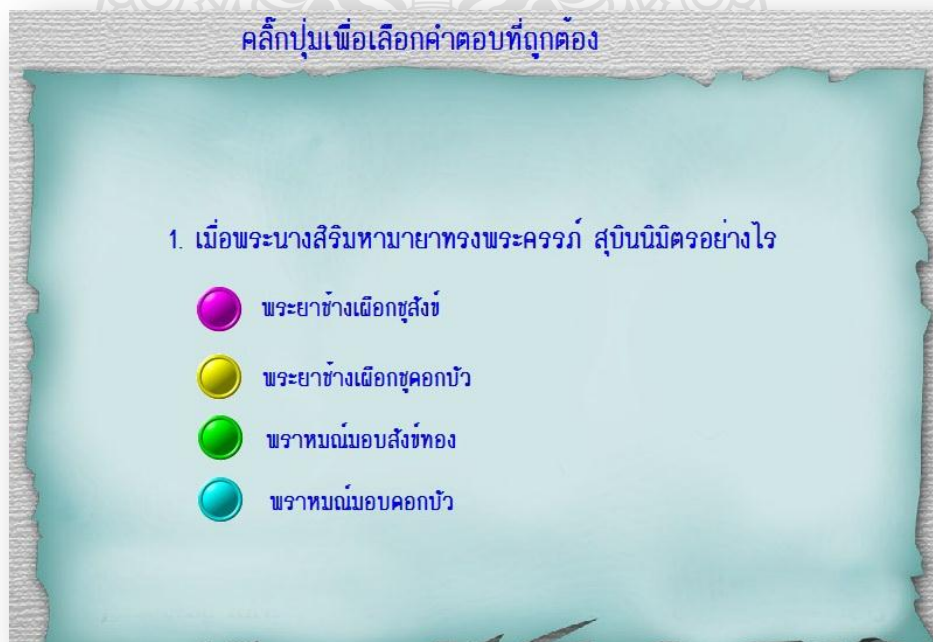 คลิ๊กปุ่มเพื่อเลือกคำตอบที่ถูกต้อง
1. เมื่อพระนางสิริมหามายาทรงพระครรภ์ สุบินนิมิตรอย่างไร
พระยาช้างเผือกชูสังข์
พระยาช้างเผือกชูดอกบัว
พราหมณ์มอบสังข์ทอง
พราหมณ์มอบดอกบัว